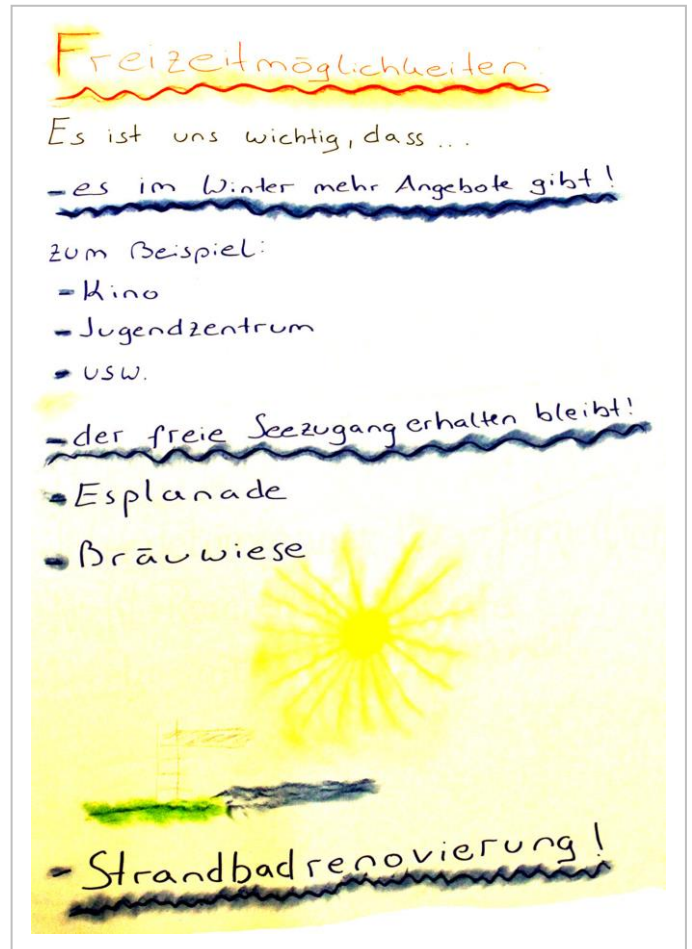 Freizeitmöglichkeiten
Es ist uns wichtig, dass...
- es im Winter mehr Angebote gibt!
zum Beispiel:
- Kino
- Jugendzentrum
- usw.
- der freie Seezugang erhalten bleibt!
- Esplanade
- Bräuwiese
- Strandbadrenovierung!